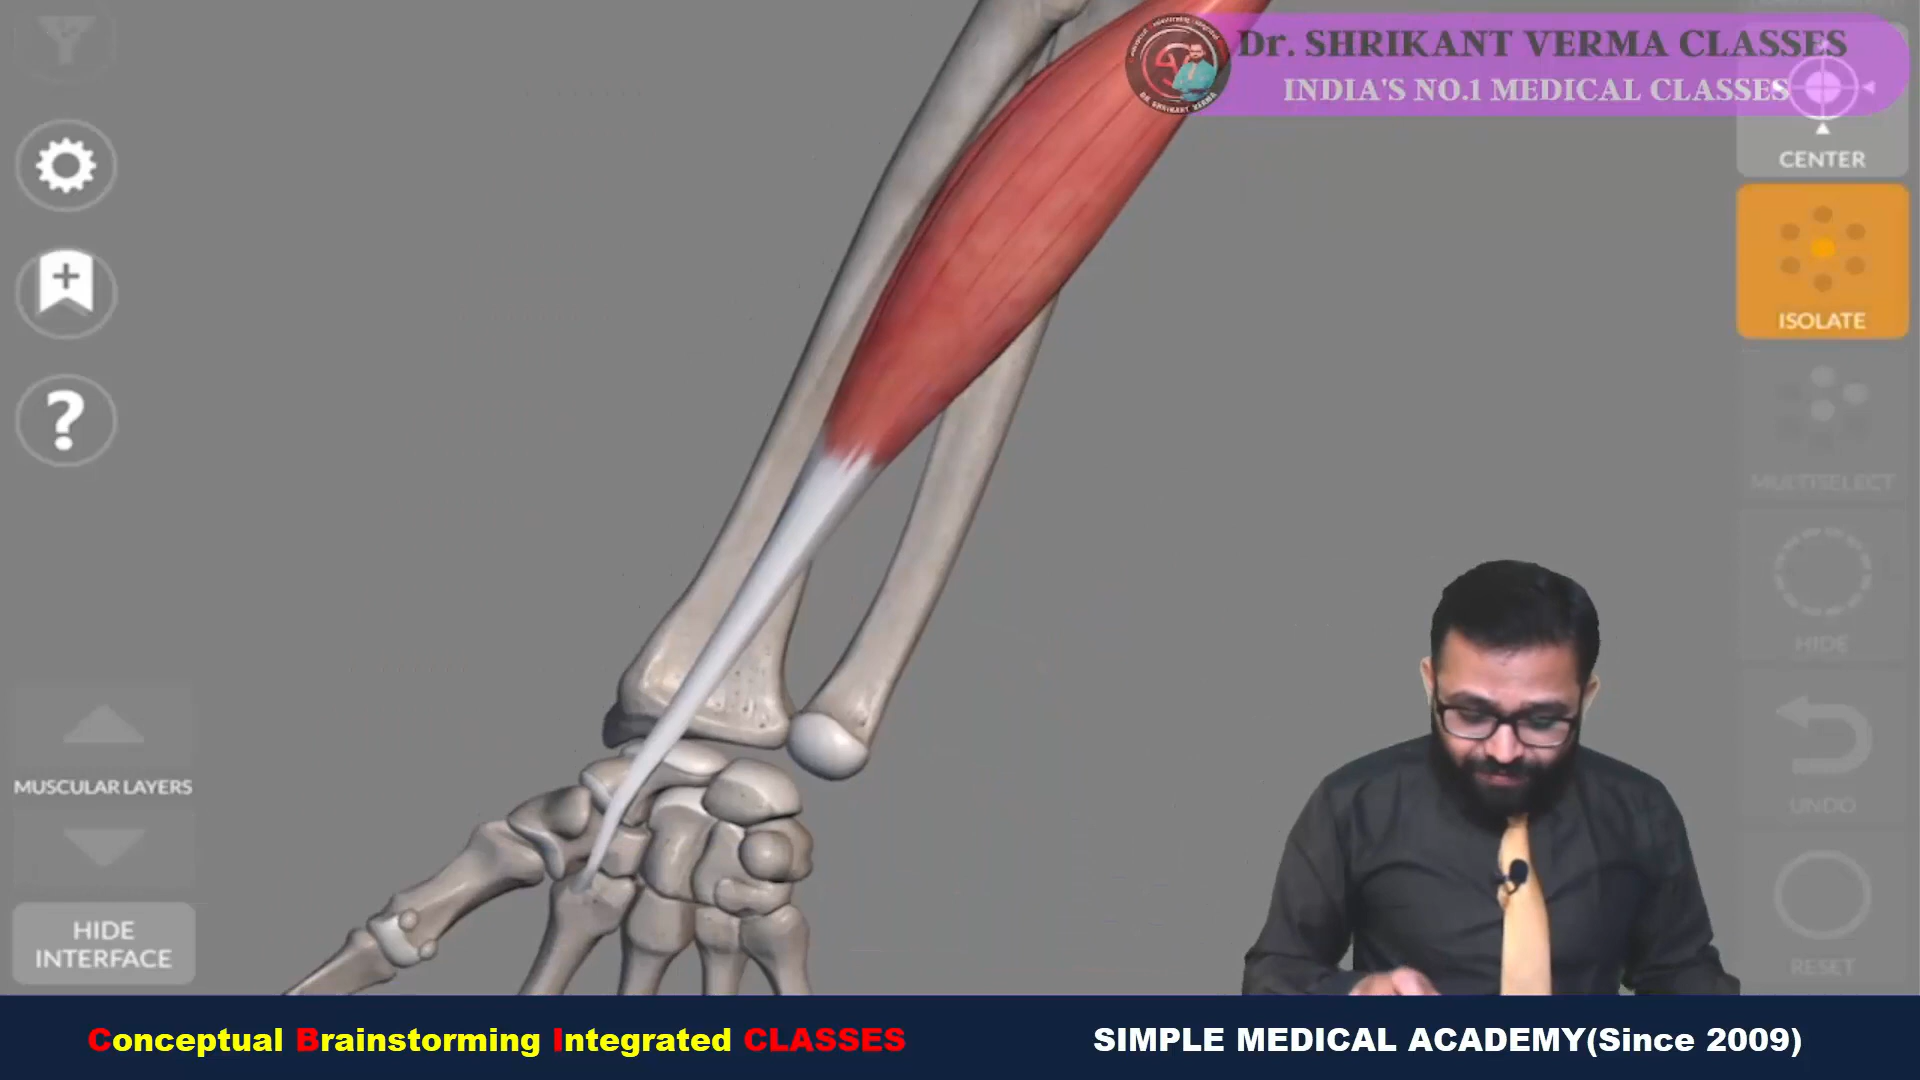 Dr. SHRIKANT VERMA CLASSES
INDIA'S NO.1 MEDICAL CLASSES
CENTER
ISOLATE
MULTISELECT
HIDE
UNDO
RESET
MUSCULAR LAYERS
HIDE
INTERFACE
Conceptual Brainstorming Integrated CLASSES
SIMPLE MEDICAL ACADEMY(Since 2009)